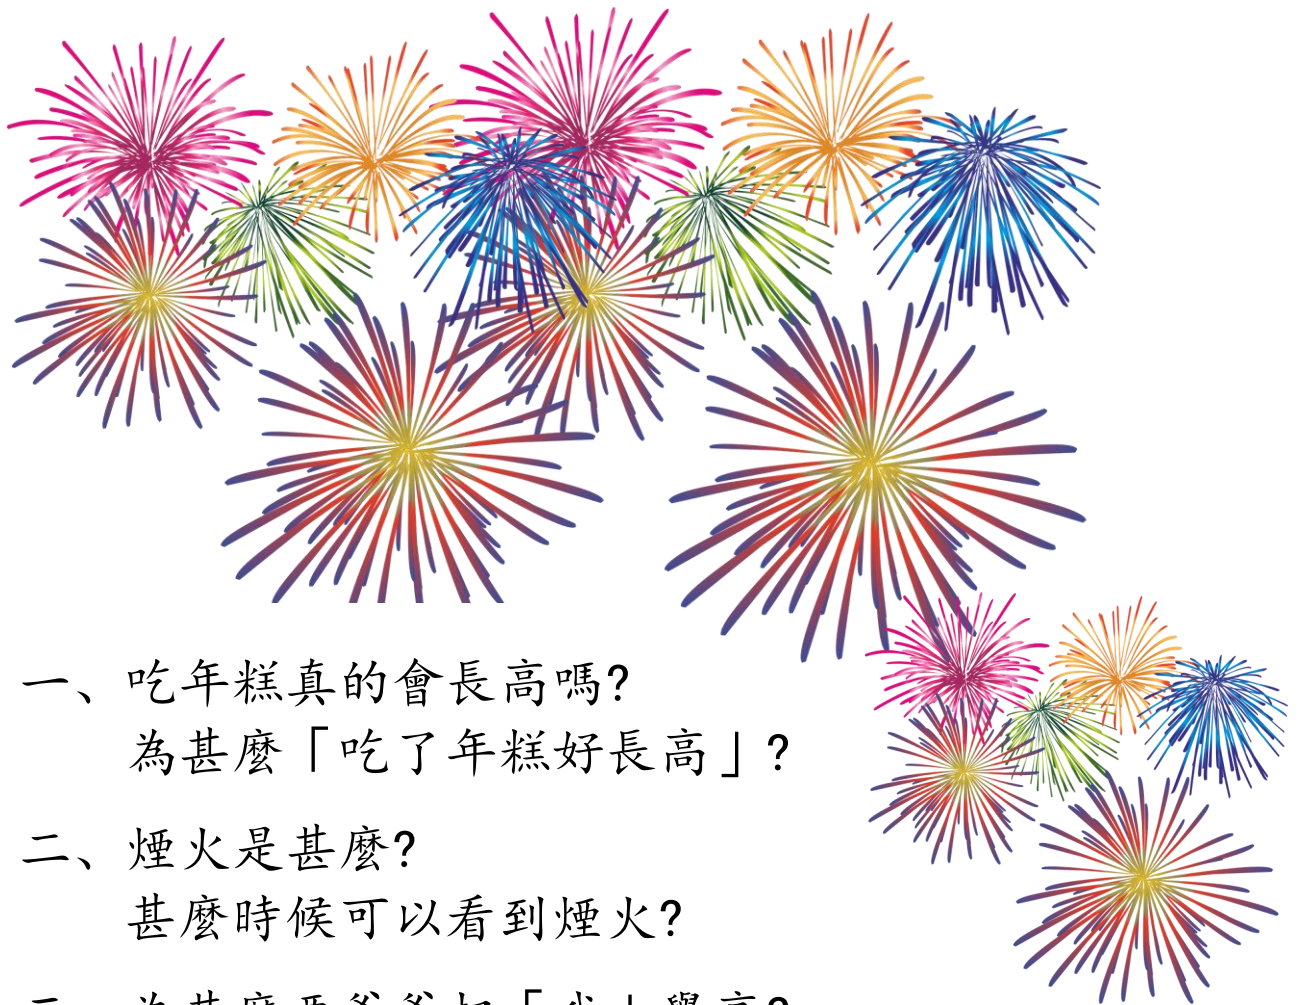 一、吃年糕真的會長高嗎?
為甚麼「吃了年糕好長高」?
二、煙火是甚麼?
甚麼時候可以看到煙火?